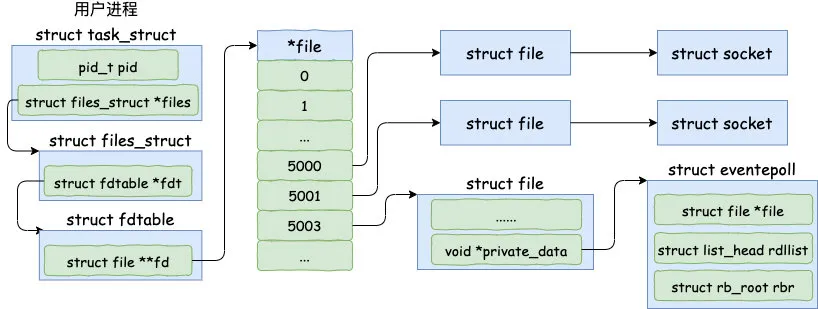 用户进程
struct task_struct
pid_t pid
struct files_struct *files
struct files_struct
struct fdtable *fdt
struct fdtable
struct file **fd
*file
0
1
...
5000
5001
5003
...
struct file
struct socket
struct file
struct socket
struct file
......
void *private_data
struct eventepoll
struct file *file
struct list_head rdllist
struct rb_root rbr